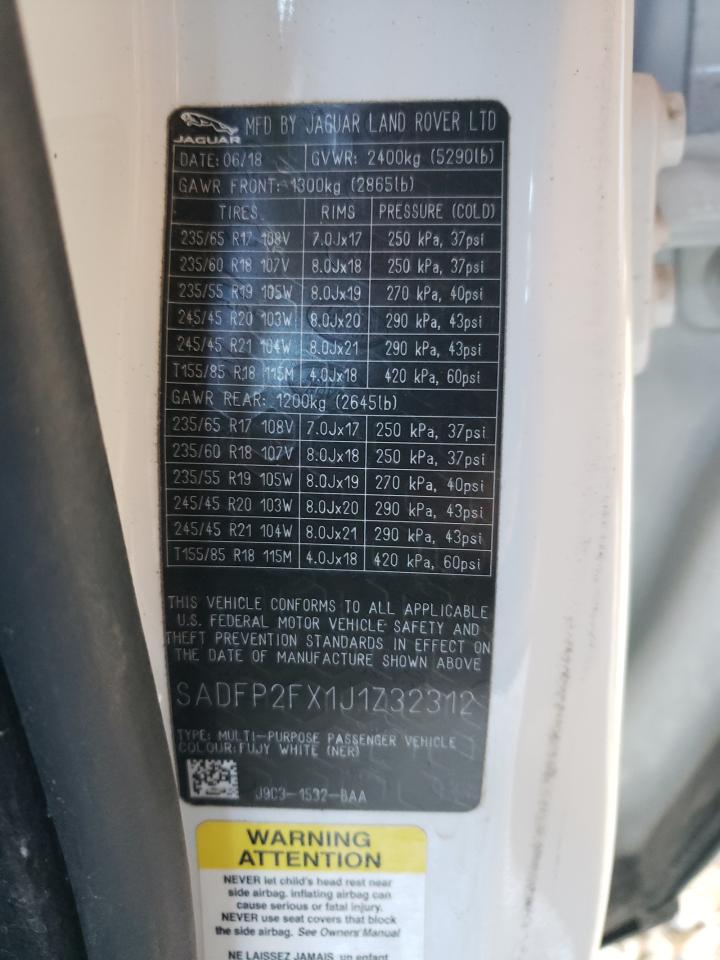 JAGUAR MFD BY JAGUAR LAND ROVER LTD
DATE: 06/18 GVWR: 2400kg (5290lb)
GAWR FRONT: 1300kg (2865lb)
TIRES RIMS PRESSURE (COLD)
235/65 R17 108V 7.0Jx17 250 kPa, 37psi
235/60 R18 107V 8.0Jx18 250 kPa, 37psi
235/55 R19 105W 8.0Jx19 270 kPa, 40psi
245/45 R20 103W 8.0Jx20 290 kPa, 43psi
245/45 R21 104W 8.0Jx21 290 kPa, 43psi
T155/85 R18 115M 4.0Jx18 420 kPa, 60psi
GAWR REAR: 1200kg (2645lb)
235/65 R17 108V 7.0Jx17 250 kPa, 37psi
235/60 R18 107V 8.0Jx18 250 kPa, 37psi
235/55 R19 105W 8.0Jx19 270 kPa, 40psi
245/45 R20 103W 8.0Jx20 290 kPa, 43psi
245/45 R21 104W 8.0Jx21 290 kPa, 43psi
T155/85 R18 115M 4.0Jx18 420 kPa, 60psi
THIS VEHICLE CONFORMS TO ALL APPLICABLE
U.S. FEDERAL MOTOR VEHICLE SAFETY AND
THEFT PREVENTION STANDARDS IN EFFECT ON
THE DATE OF MANUFACTURE SHOWN ABOVE
SADFP2FX1J1Z32312
TYPE: MULTI-PURPOSE PASSENGER VEHICLE
COLOUR:FUJY WHITE (NER)
J9C3-1532-BAA
WARNING
ATTENTION
NEVER let child's head rest near
side airbag. inflating airbag can
cause serious or fatal injury.
NEVER use seat covers that block
the side airbag. See Owners' Manual
NE LAISSEZ JAMAIS un enfant